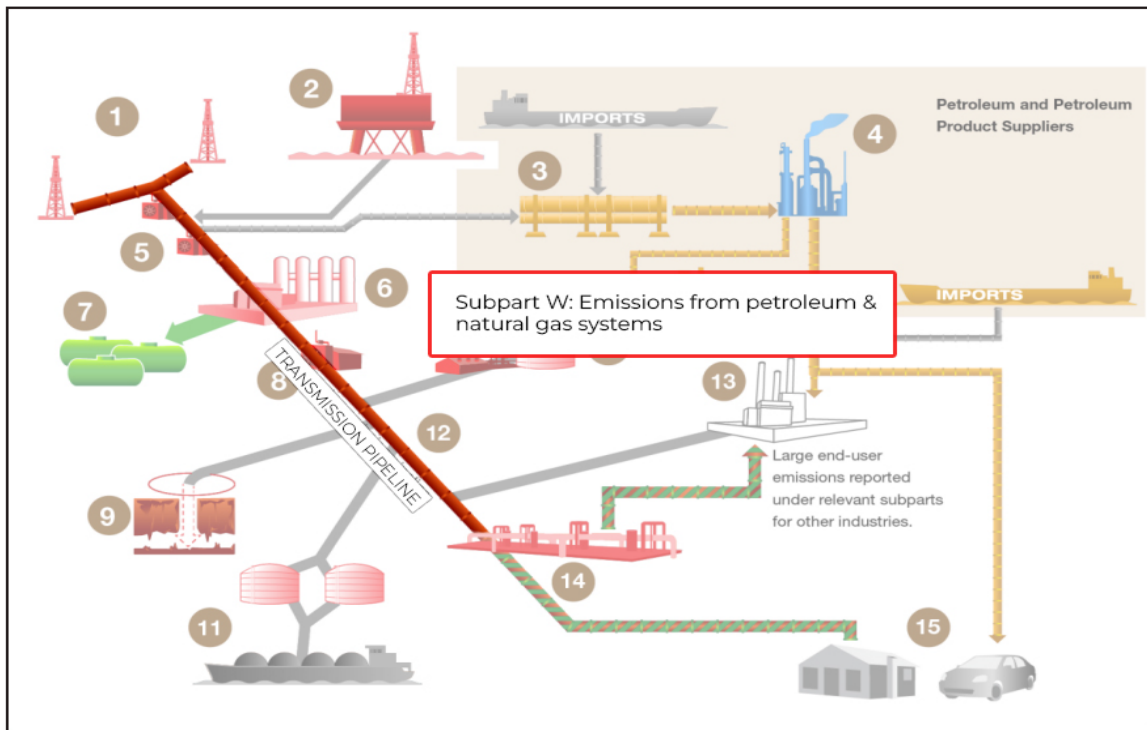 1
2
IMPORTS
Petroleum and Petroleum
Product Suppliers
3
4
5
6
Subpart W: Emissions from petroleum &
natural gas systems
IMPORTS
7
8
TRANSMISSION PIPELINE
13
12
Large end-user
emissions reported
under relevant subparts
for other industries.
9
14
11
15